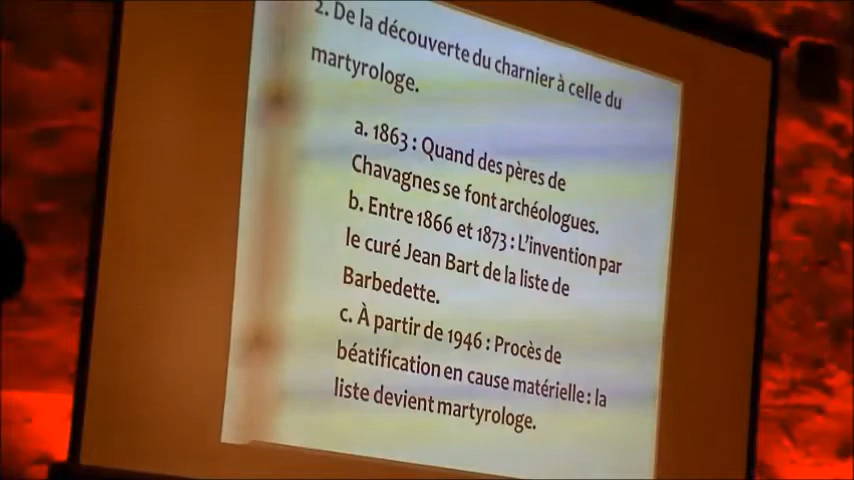 2. De la découverte du charnier à celle du
martyrologe.
a. 1863 : Quand des pères de
Chavagnes se font archéologues.
b. Entre 1866 et 1873 : L'invention par
le curé Jean Bart de la liste de
Barbedette.
c. À partir de 1946 : Procès de
béatification en cause matérielle : la
liste devient martyrologe.